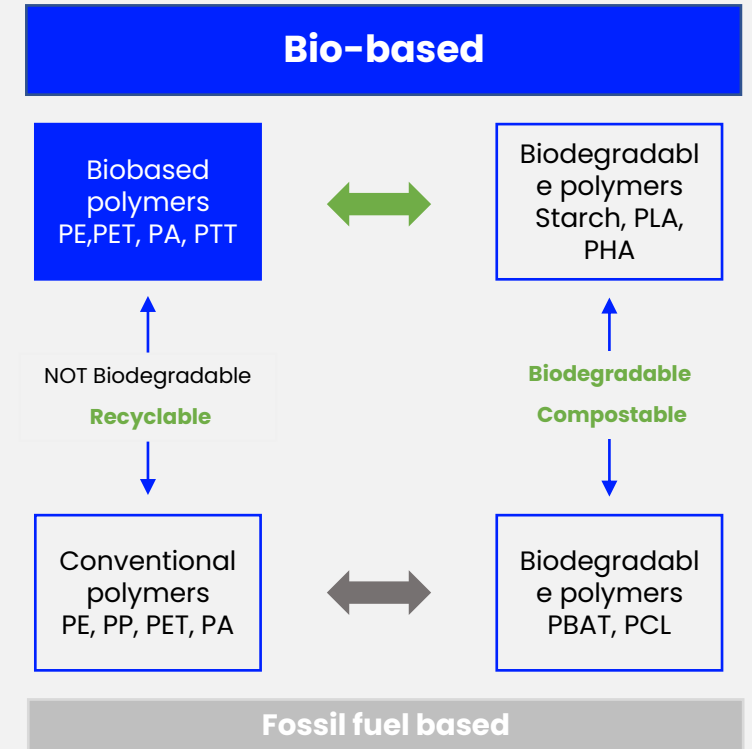 Bio-based
Biobased
polymers
PE,PET, PA, PTT
Biodegradabl
e polymers
Starch, PLA,
PHA
NOT Biodegradable
Recyclable
Biodegradable
Compostable
Conventional
polymers
PE, PP, PET, PA
Biodegradabl
e polymers
PBAT, PCL
Fossil fuel based